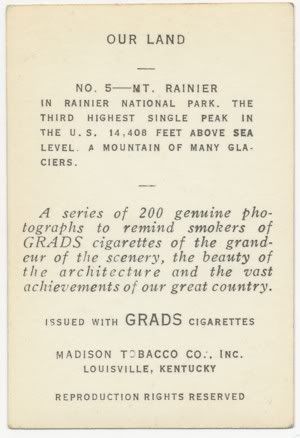 OUR LAND
NO. 5—MT. RAINIER
IN RAINIER NATIONAL PARK. THE
THIRD HIGHEST SINGLE PEAK IN
THE U.S. 14,408 FEET ABOVE SEA
LEVEL. A MOUNTAIN OF MANY GLA-
CIERS.
A series of 200 genuine pho-
tographs to remind smokers of
GRADS cigarettes of the grand-
eur of the scenery, the beauty of
the architecture and the vast
achievements of our great country.
ISSUED WITH GRADS CIGARETTES
MADISON TOBACCO CO., INC.
LOUISVILLE, KENTUCKY
REPRODUCTION RIGHTS RESERVED